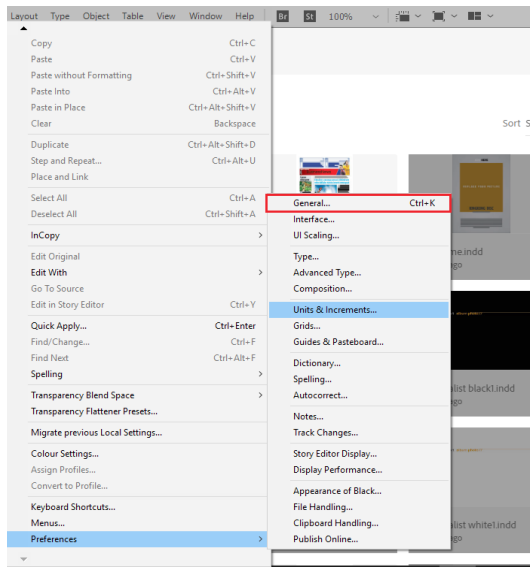 Layout Type Object Table View Window Help Br St 100%
Copy Ctrl+C
Paste Ctrl+V
Paste without Formatting Ctrl+Shift+V
Paste Into Ctrl+Alt+V
Paste in Place Ctrl+Alt+Shift+V
Clear Backspace
Duplicate Ctrl+Alt+Shift+D
Step and Repeat... Ctrl+Alt+U
Place and Link
Select All Ctrl+A
Deselect All Ctrl+Shift+A
InCopy
Edit Original
Edit With
Go To Source
Edit in Story Editor Ctrl+Y
Quick Apply... Ctrl+Enter
Find/Change... Ctrl+F
Find Next Ctrl+Alt+F
Spelling
Transparency Blend Space
Transparency Flattener Presets...
Migrate previous Local Settings...
Colour Settings...
Assign Profiles...
Convert to Profile...
Keyboard Shortcuts...
Menus...
Preferences
General... Ctrl+K
Interface...
UI Scaling...
Type...
Advanced Type...
Composition...
Units & Increments...
Grids...
Guides & Pasteboard...
Dictionary...
Spelling...
Autocorrect...
Notes...
Track Changes...
Story Editor Display...
Display Performance...
Appearance of Black...
File Handling...
Clipboard Handling...
Publish Online...
Sort S
me.indd
ago
list black1.indd
ago
list white1.indd
ago